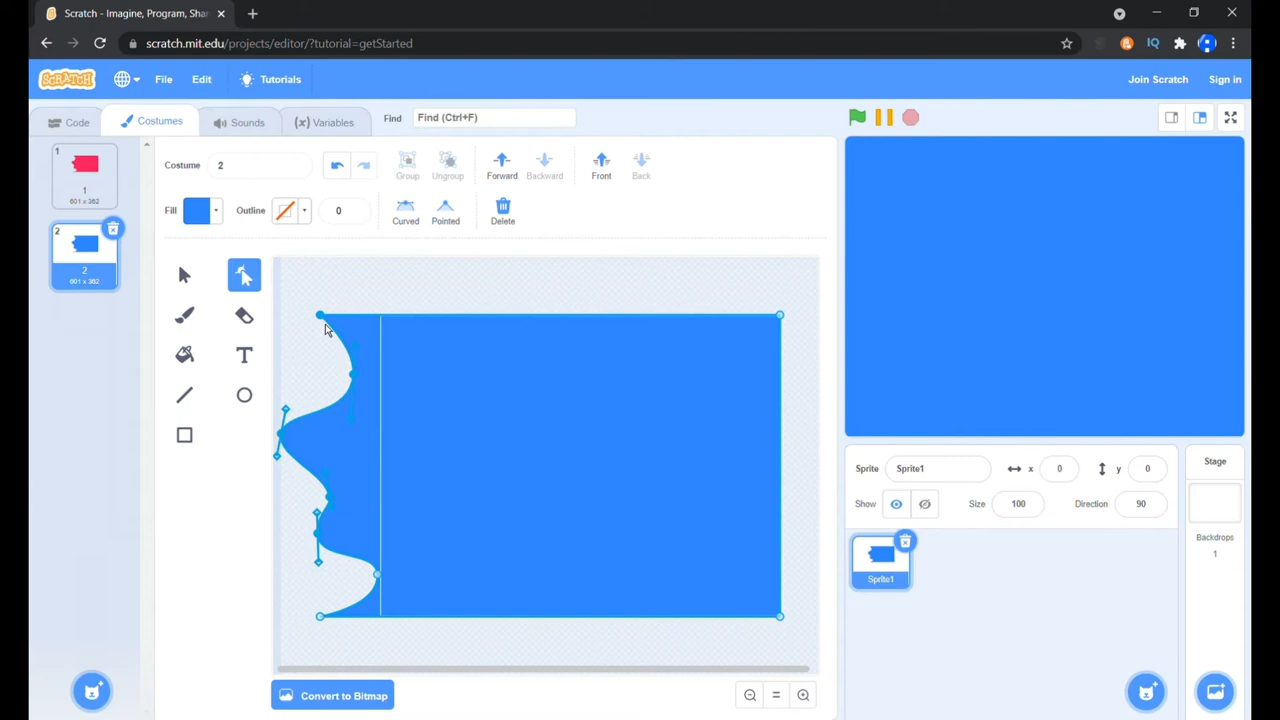 Scratch - Imagine, Program, Shar
scratch.mit.edu/projects/editor/?tutorial=getStarted
SCRATCH
File
Edit
Tutorials
Join Scratch
Sign in
Code
Costumes
Sounds
(x) Variables
Find
Find (Ctrl+F)
1
1
601 x 362
2
2
601 x 362
Costume
2
Group
Ungroup
Forward
Backward
Front
Back
Fill
Outline
0
Curved
Pointed
Delete
T
Convert to Bitmap
Sprite
Sprite1
x
0
y
0
Show
Size
100
Direction
90
Sprite1
Stage
Backdrops
1
IQ